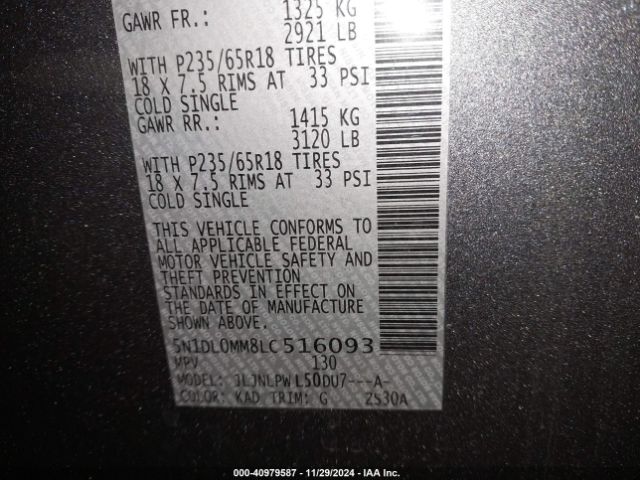 GAWR FR.: 1325 KG
2921 LB
WITH P235/65R18 TIRES
18 X 7.5 RIMS AT 33 PSI
COLD SINGLE
GAWR RR.: 1415 KG
3120 LB
WITH P235/65R18 TIRES
18 X 7.5 RIMS AT 33 PSI
COLD SINGLE
THIS VEHICLE CONFORMS TO
ALL APPLICABLE FEDERAL
MOTOR VEHICLE SAFETY AND
THEFT PREVENTION
STANDARDS IN EFFECT ON
THE DATE OF MANUFACTURE
SHOWN ABOVE.
5N1DL0MM8LC516093
MPV 130
MODEL: JLJNLPW L50DU7---A-
COLOR: KAD TRIM: G ZS30A
000-40979587 - 11/29/2024 - IAA Inc.